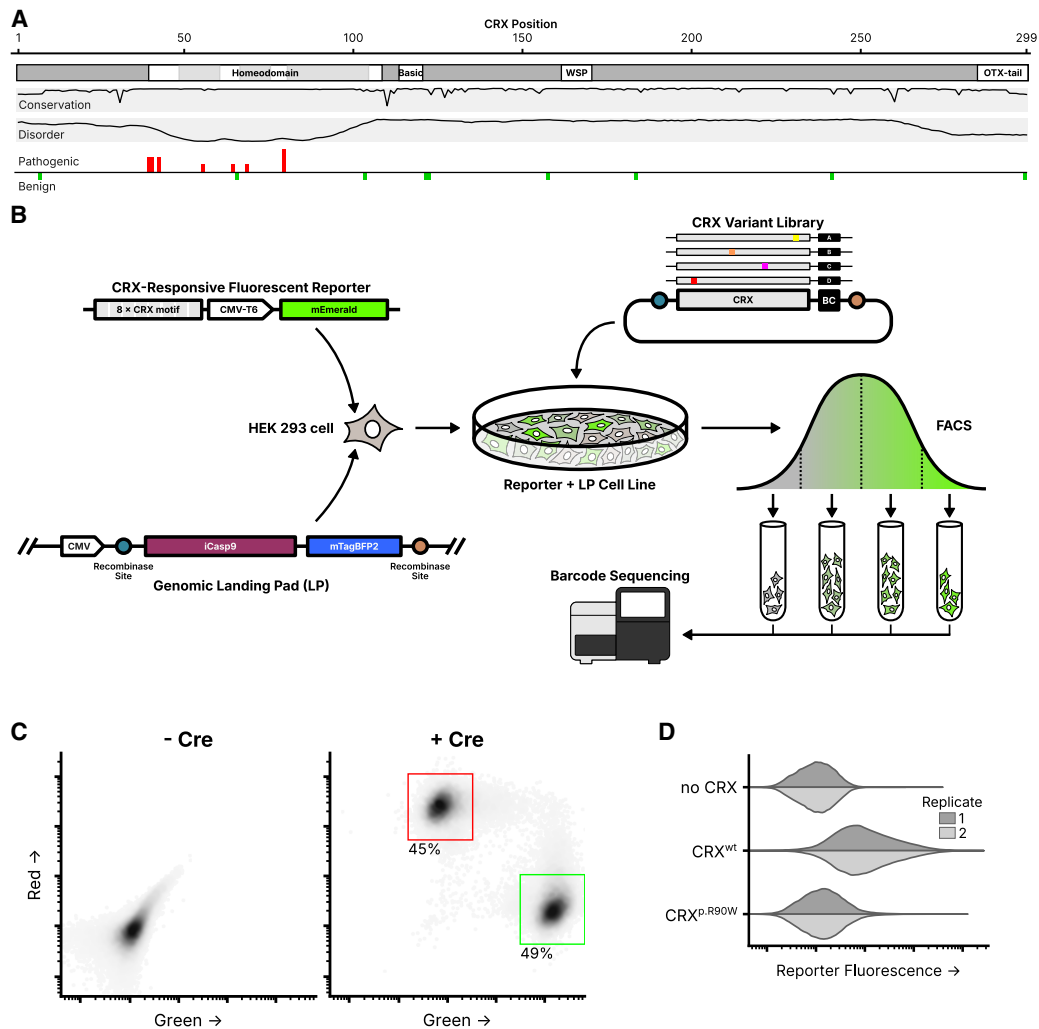 A
CRX Position
1 50 100 150 200 250 299
Homeodomain Basic WSP OTX-tail
Conservation
Disorder
Pathogenic
Benign
B
CRX Variant Library
A
B
C
D
CRX BC
CRX-Responsive Fluorescent Reporter
8 × CRX motif CMV-T6 mEmerald
HEK 293 cell
FACS
Reporter + LP Cell Line
CMV iCasp9 mTagBFP2
Recombinase Site
Recombinase Site
Genomic Landing Pad (LP)
Barcode Sequencing
C
- Cre
+ Cre
45%
49%
Red →
Green →
Green →
D
no CRX
CRXwt
CRXp.R90W
Replicate
1
2
Reporter Fluorescence →